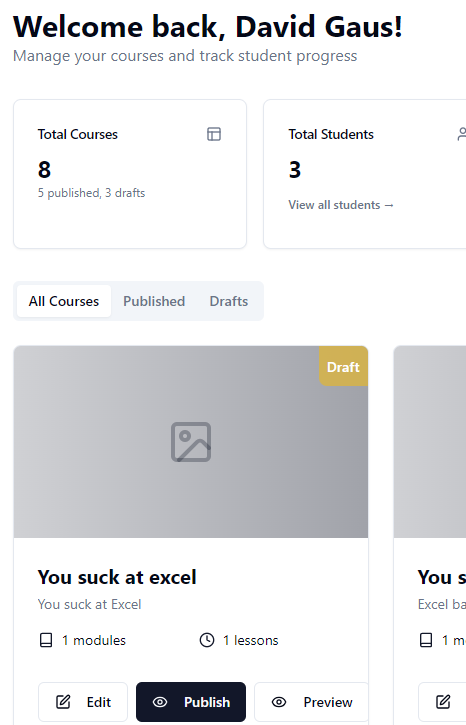 Welcome back, David Gaus!
Manage your courses and track student progress
Total Courses
8
5 published, 3 drafts
Total Students
3
View all students →
All Courses Published Drafts
Draft
You suck at excel
You suck at Excel
1 modules 1 lessons
Edit Publish Preview
You s
Excel ba
1 m